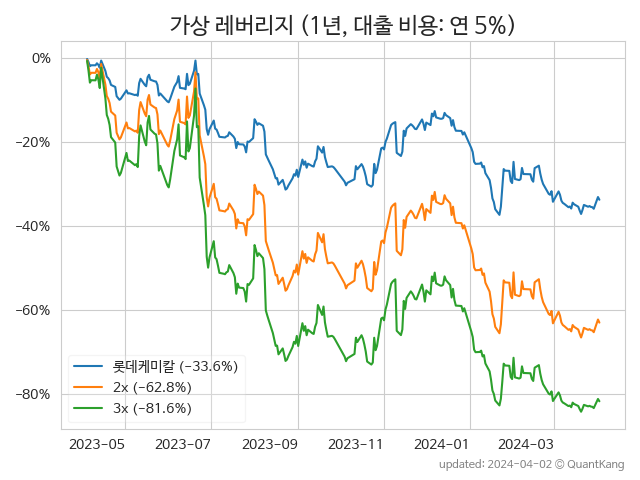 가상 레버리지 (1년, 대출 비용: 연 5%)
0%
−20%
−40%
−60%
−80%
롯데케미칼 (−33.6%)
2x (−62.8%)
3x (−81.6%)
2023-05 2023-07 2023-09 2023-11 2024-01 2024-03
updated: 2024-04-02 © QuantKang